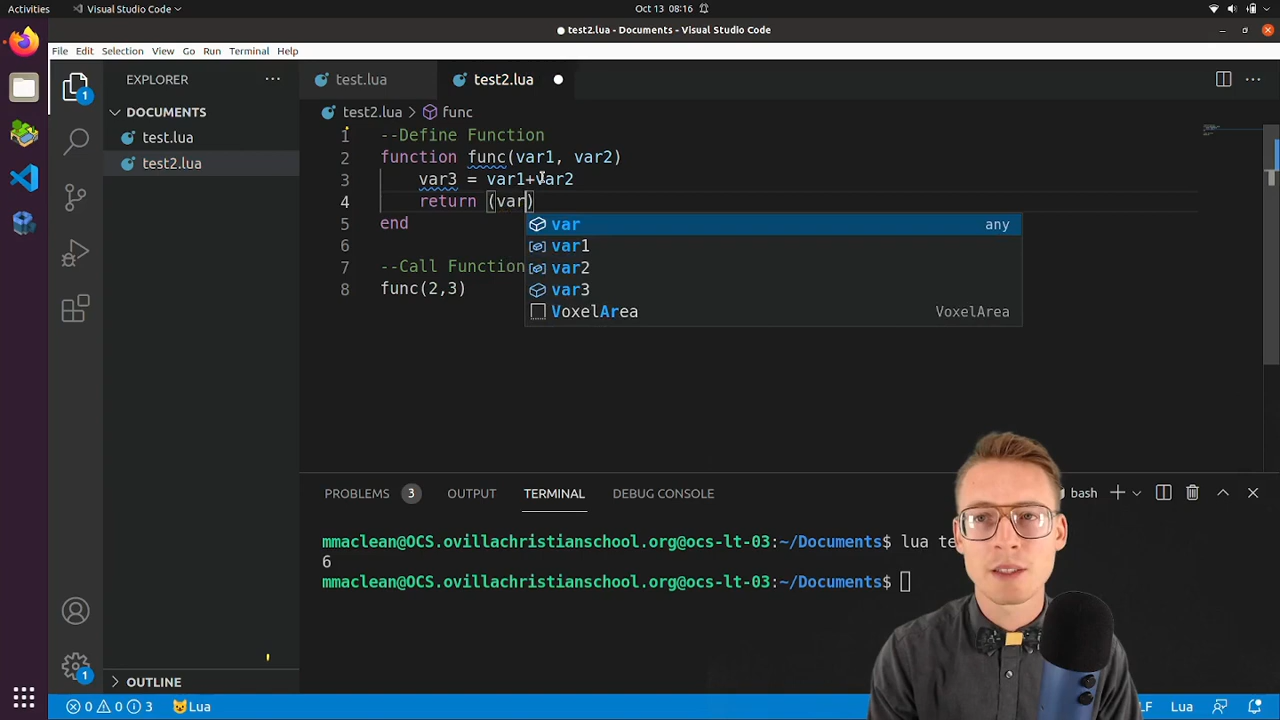 Activities
Visual Studio Code
Oct 13 08:16
test2.lua - Documents - Visual Studio Code
File Edit Selection View Go Run Terminal Help
EXPLORER
test.lua
test2.lua
DOCUMENTS
test.lua
test2.lua
test2.lua > func
1 --Define Function
2 function func(var1, var2)
3 var3 = var1+var2
4 return (var)
5 end
6
7 --Call Function
8 func(2,3)
var any
var1
var2
var3
VoxelArea VoxelArea
1
PROBLEMS 3 OUTPUT TERMINAL DEBUG CONSOLE
bash
mmaclean@OCS.ovillachristianschool.org@ocs-lt-03:~/Documents$ lua te
6
mmaclean@OCS.ovillachristianschool.org@ocs-lt-03:~/Documents$
1
OUTLINE
0 0 3 Lua
LF Lua